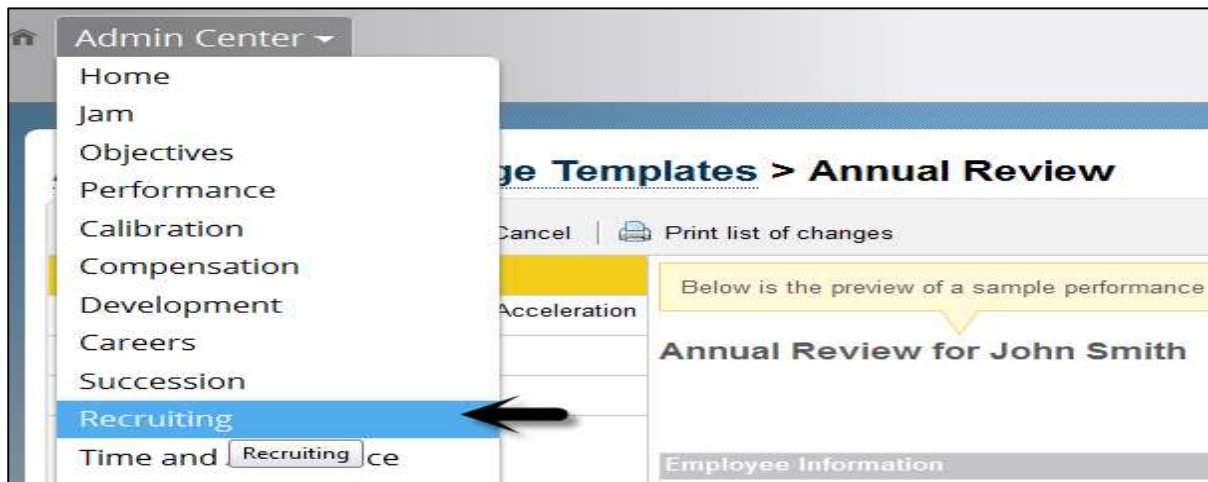 Admin Center
Home
Jam
Objectives
Performance
Calibration
Compensation
Development
Careers
Succession
Recruiting
Time and
Recruiting
Templates > Annual Review
Cancel | Print list of changes
Acceleration
Below is the preview of a sample performance
Annual Review for John Smith
Employee Information